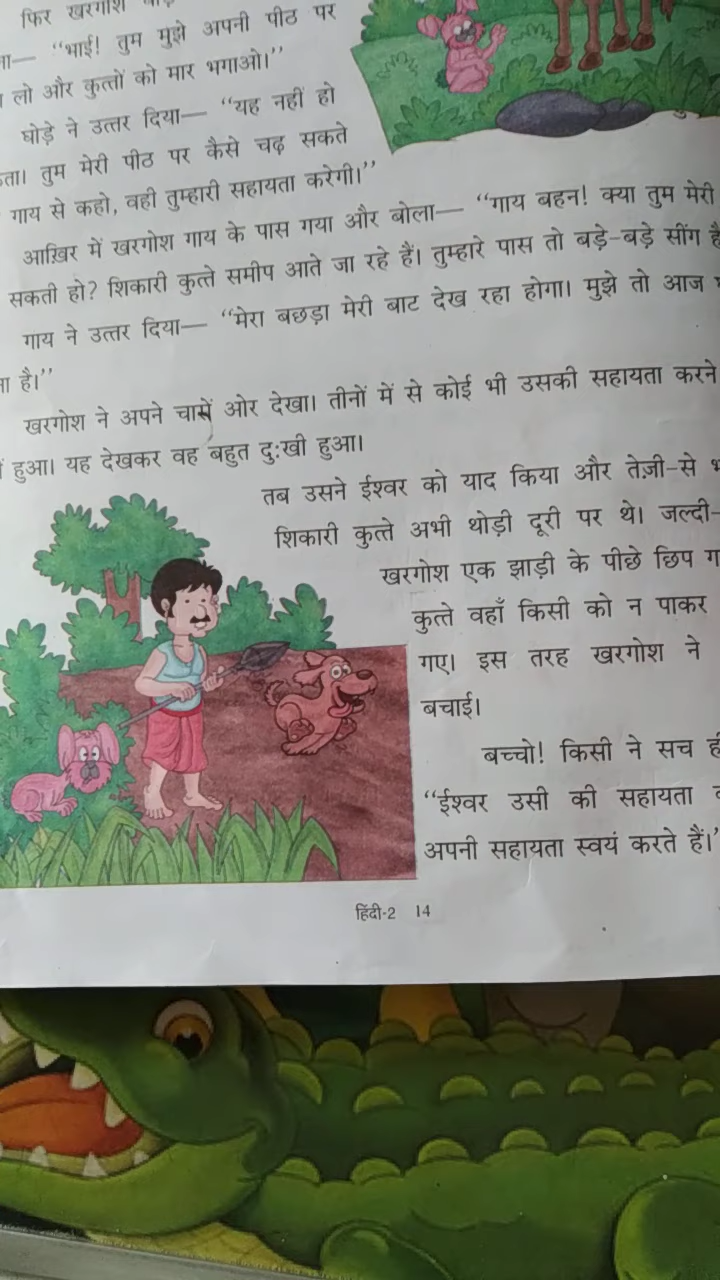 फिर खरगोश
— “भाई! तुम मुझे अपनी पीठ पर
लो और कुत्तों को मार भगाओ।”
घोड़े ने उत्तर दिया— “यह नहीं हो
तुम मेरी पीठ पर कैसे चढ़ सकते
गाय से कहो, वही तुम्हारी सहायता करेगी।”
आख़िर में खरगोश गाय के पास गया और बोला— “गाय बहन! क्या तुम मेरी
सकती हो? शिकारी कुत्ते समीप आते जा रहे हैं। तुम्हारे पास तो बड़े-बड़े सींग
गाय ने उत्तर दिया— “मेरा बछड़ा मेरी बाट देख रहा होगा। मुझे तो आज
है।”
खरगोश ने अपने चारों ओर देखा। तीनों में से कोई भी उसकी सहायता करने
हुआ। यह देखकर वह बहुत दुःखी हुआ।
तब उसने ईश्वर को याद किया और तेज़ी-से
शिकारी कुत्ते अभी थोड़ी दूरी पर थे। जल्दी-
खरगोश एक झाड़ी के पीछे छिप
कुत्ते वहाँ किसी को न पाकर
गए। इस तरह खरगोश ने
बचाई।
बच्चो! किसी ने सच
“ईश्वर उसी की सहायता
अपनी सहायता स्वयं करते हैं।”
हिंदी-2 14